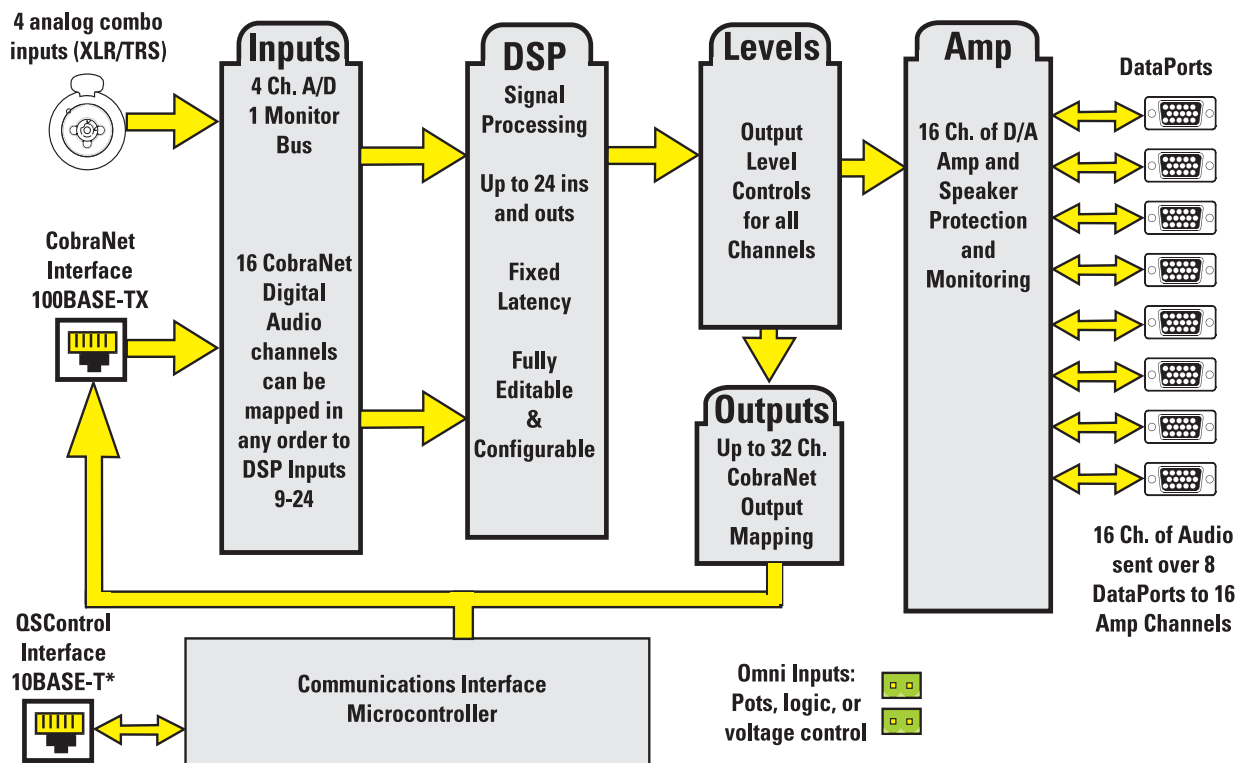 4 analog combo
inputs (XLR/TRS)
Inputs
4 Ch. A/D
1 Monitor
Bus
16 CobraNet
Digital
Audio
channels
can be
mapped in
any order to
DSP Inputs
9-24
DSP
Signal
Processing
Up to 24 ins
and outs
Fixed
Latency
Fully
Editable
&
Configurable
Levels
Output
Level
Controls
for all
Channels
Outputs
Up to 32 Ch.
CobraNet
Output
Mapping
Amp
16 Ch. of D/A
Amp and
Speaker
Protection
and
Monitoring
DataPorts
16 Ch. of Audio
sent over 8
DataPorts to 16
Amp Channels
CobraNet
Interface
100BASE-TX
QSControl
Interface
10BASE-T*
Communications Interface
Microcontroller
Omni Inputs:
Pots, logic, or
voltage control